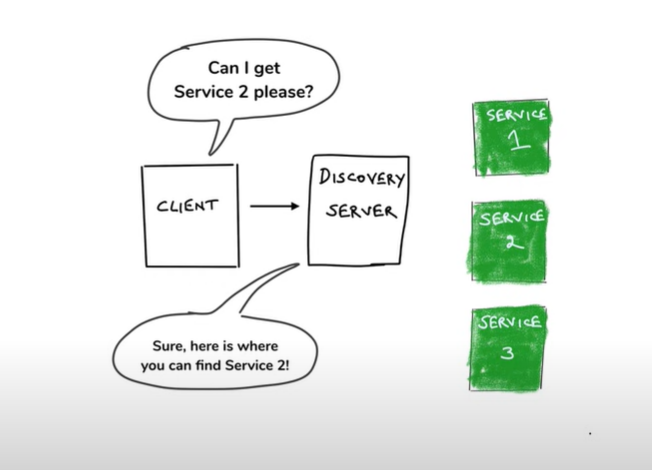 Can I get
Service 2 please?
CLIENT
DISCOVERY
SERVER
Sure, here is where
you can find Service 2!
SERVICE
1
SERVICE
2
SERVICE
3